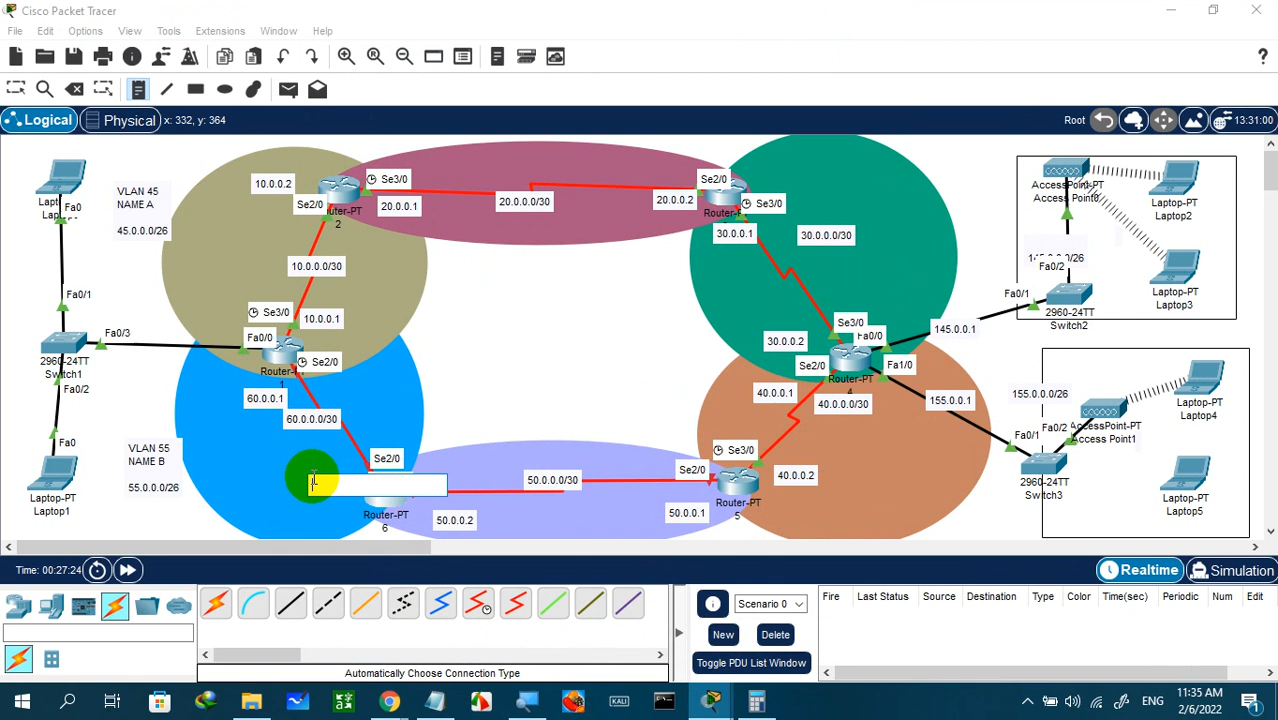 Cisco Packet Tracer
File Edit Options View Tools Extensions Window Help
Logical Physical x: 332, y: 364 Root 13:31:00
10.0.0.2
Se3/0
Se2/0
Router-PT
2
20.0.0.1
20.0.0.0/30
20.0.0.2
Se2/0
Se3/0
30.0.0.1
30.0.0.0/30
Fa0
VLAN 45
NAME A
45.0.0.0/26
Fa0/1
Fa0/3
2960-24TT
Switch1
Fa0/2
Fa0
Laptop-PT
Laptop1
VLAN 55
NAME B
55.0.0.0/26
10.0.0.0/30
Se3/0
10.0.0.1
Fa0/0
Se2/0
1
60.0.0.1
60.0.0.0/30
Se2/0
Router-PT
6
50.0.0.2
50.0.0.0/30
Se2/0
50.0.0.1
Se3/0
Router-PT
5
40.0.0.2
40.0.0.1
40.0.0.0/30
Se3/0
Fa0/0
30.0.0.2
Se2/0
Router-PT
4
Fa1/0
145.0.0.1
155.0.0.1
AccessPoint-PT
Laptop-PT
Laptop2
Laptop-PT
Laptop3
Fa0/2
Fa0/1
2960-24TT
Switch2
155.0.0.0/26
Fa0/2
Fa0/1
AccessPoint-PT
Access Point1
2960-24TT
Switch3
Laptop-PT
Laptop4
Laptop-PT
Laptop5
Time: 00:27:24
Realtime Simulation
Automatically Choose Connection Type
Scenario 0
New Delete
Toggle PDU List Window
Fire Last Status Source Destination Type Color Time(sec) Periodic Num Edit
KALI
ENG
11:35 AM
2/6/2022
1